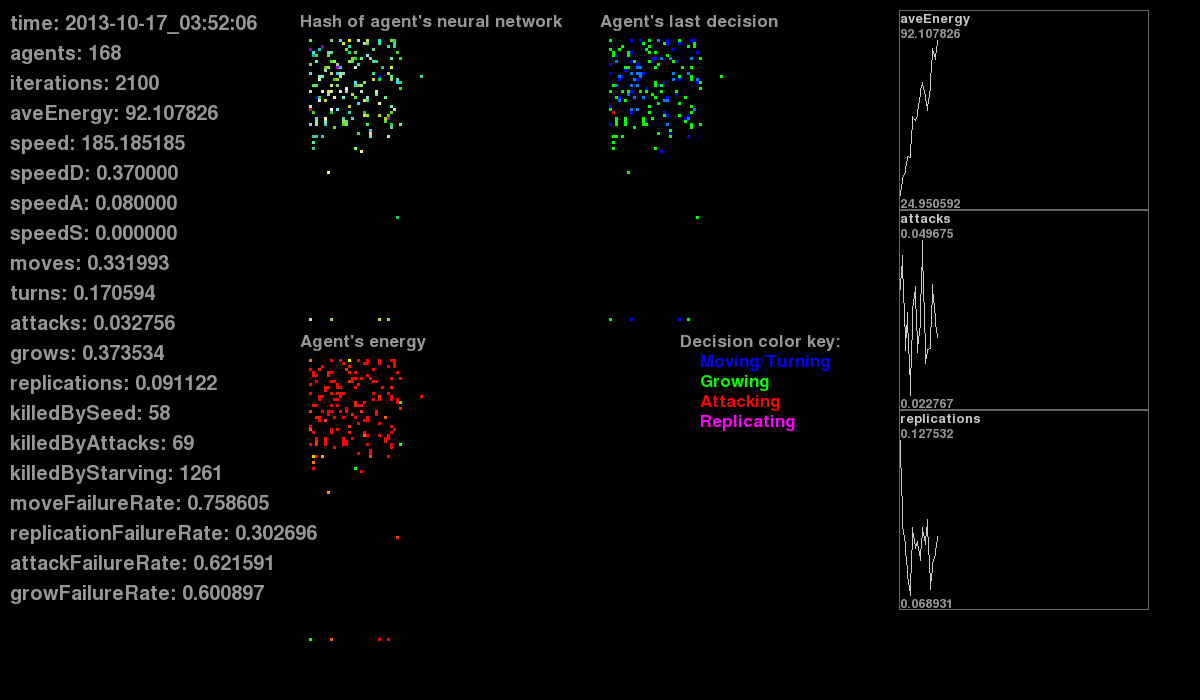 time: 2013-10-17_03:52:06
agents: 168
iterations: 2100
aveEnergy: 92.107826
speed: 185.185185
speedD: 0.370000
speedA: 0.080000
speedS: 0.000000
moves: 0.331993
turns: 0.170594
attacks: 0.032756
grows: 0.373534
replications: 0.091122
killedBySeed: 58
killedByAttacks: 69
killedByStarving: 1261
moveFailureRate: 0.758605
replicationFailureRate: 0.302696
attackFailureRate: 0.621591
growFailureRate: 0.600897
Hash of agent's neural network
Agent's last decision
Agent's energy
Decision color key:
Moving/Turning
Growing
Attacking
Replicating
aveEnergy
92.107826
24.950592
attacks
0.049675
0.022767
replications
0.127532
0.068931